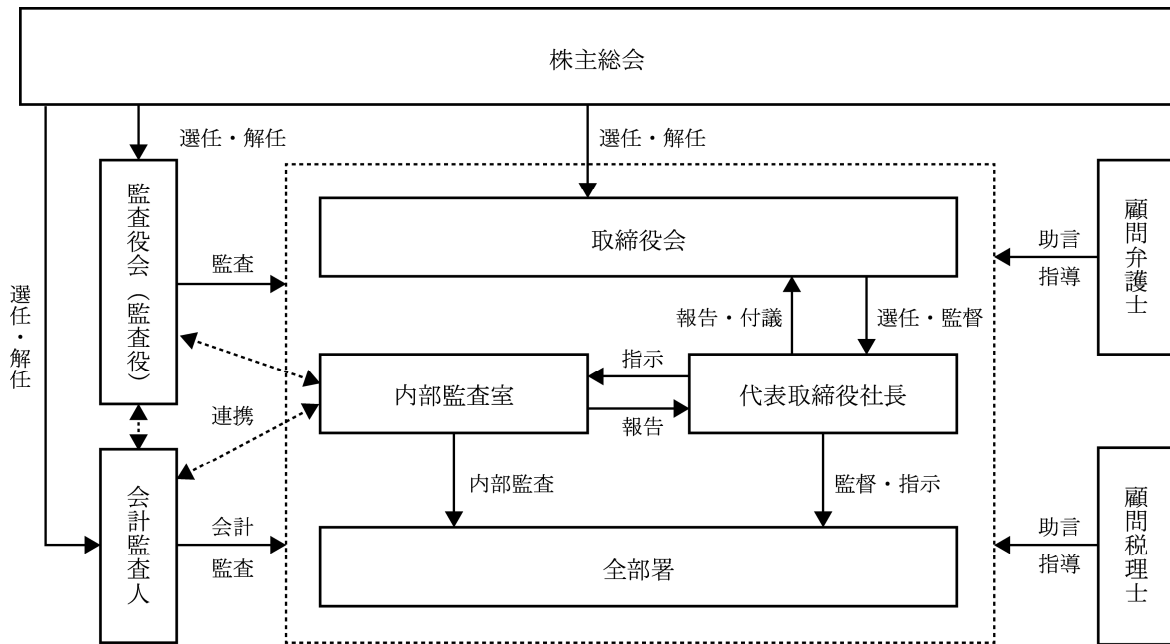 株主総会
選任・解任
選任・解任
選任・解任
監査役会（監査役）
監査
取締役会
顧問弁護士
助言
指導
報告・付議
選任・監督
指示
内部監査室
報告
代表取締役社長
連携
内部監査
監督・指示
会計監査人
会計
監査
全部署
顧問税理士
助言
指導